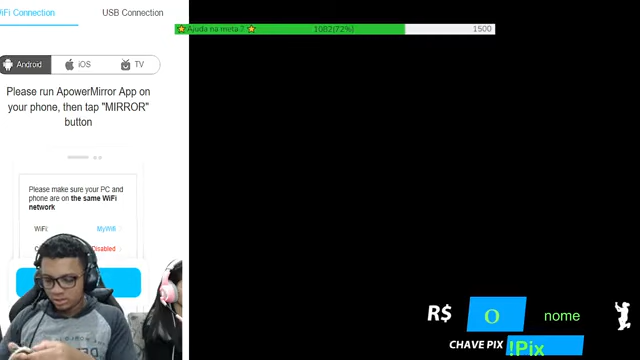 WiFi Connection
USB Connection
Ajuda na meta ?
1082(72%)
1500
Android
iOS
TV
Please run ApowerMirror App on
your phone, then tap "MIRROR"
button
Please make sure your PC and
phone are on the same WiFi
network
WiFi:
MyWifi
Disabled
R$
0
nome
CHAVE PIX
!Pix